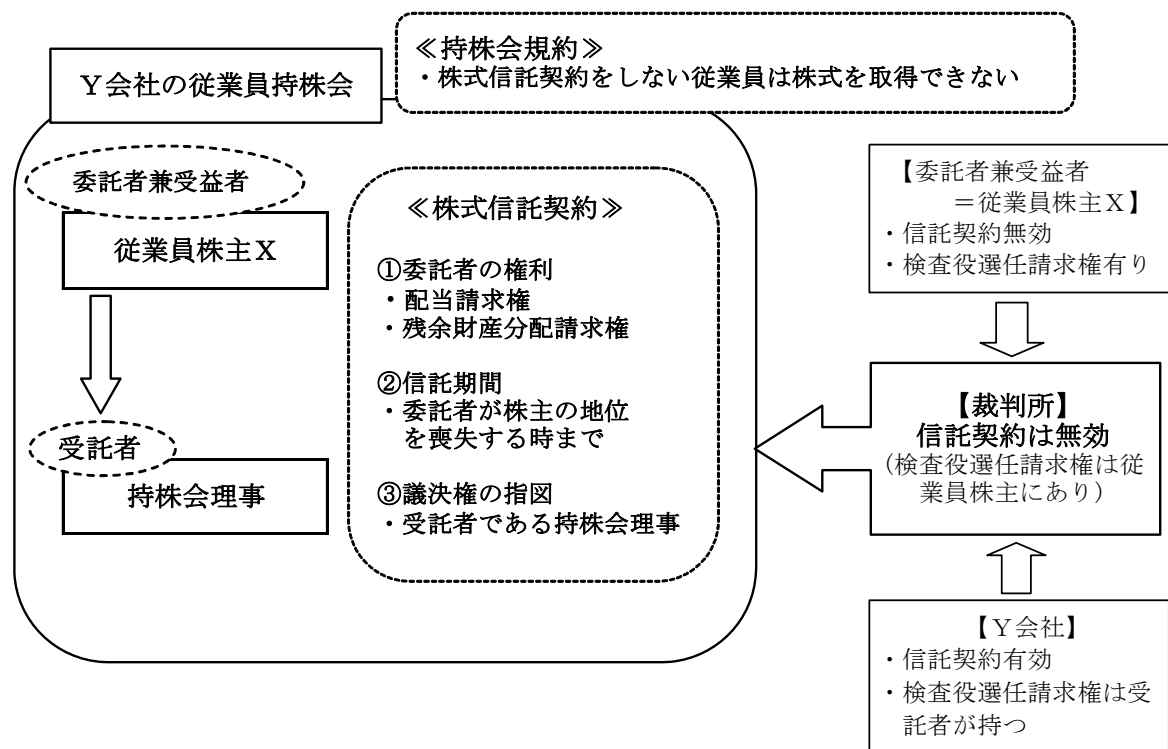 Ｙ会社の従業員持株会
≪持株会規約≫
・株式信託契約をしない従業員は株式を取得できない
委託者兼受益者
従業員株主Ｘ
受託者
持株会理事
≪株式信託契約≫
①委託者の権利
・配当請求権
・残余財産分配請求権
②信託期間
・委託者が株主の地位
を喪失する時まで
③議決権の指図
・受託者である持株会理事
【委託者兼受益者
＝従業員株主Ｘ】
・信託契約無効
・検査役選任請求権有り
【裁判所】
信託契約は無効
（検査役選任請求権は従
業員株主にあり）
【Ｙ会社】
・信託契約有効
・検査役選任請求権は受
託者が持つ